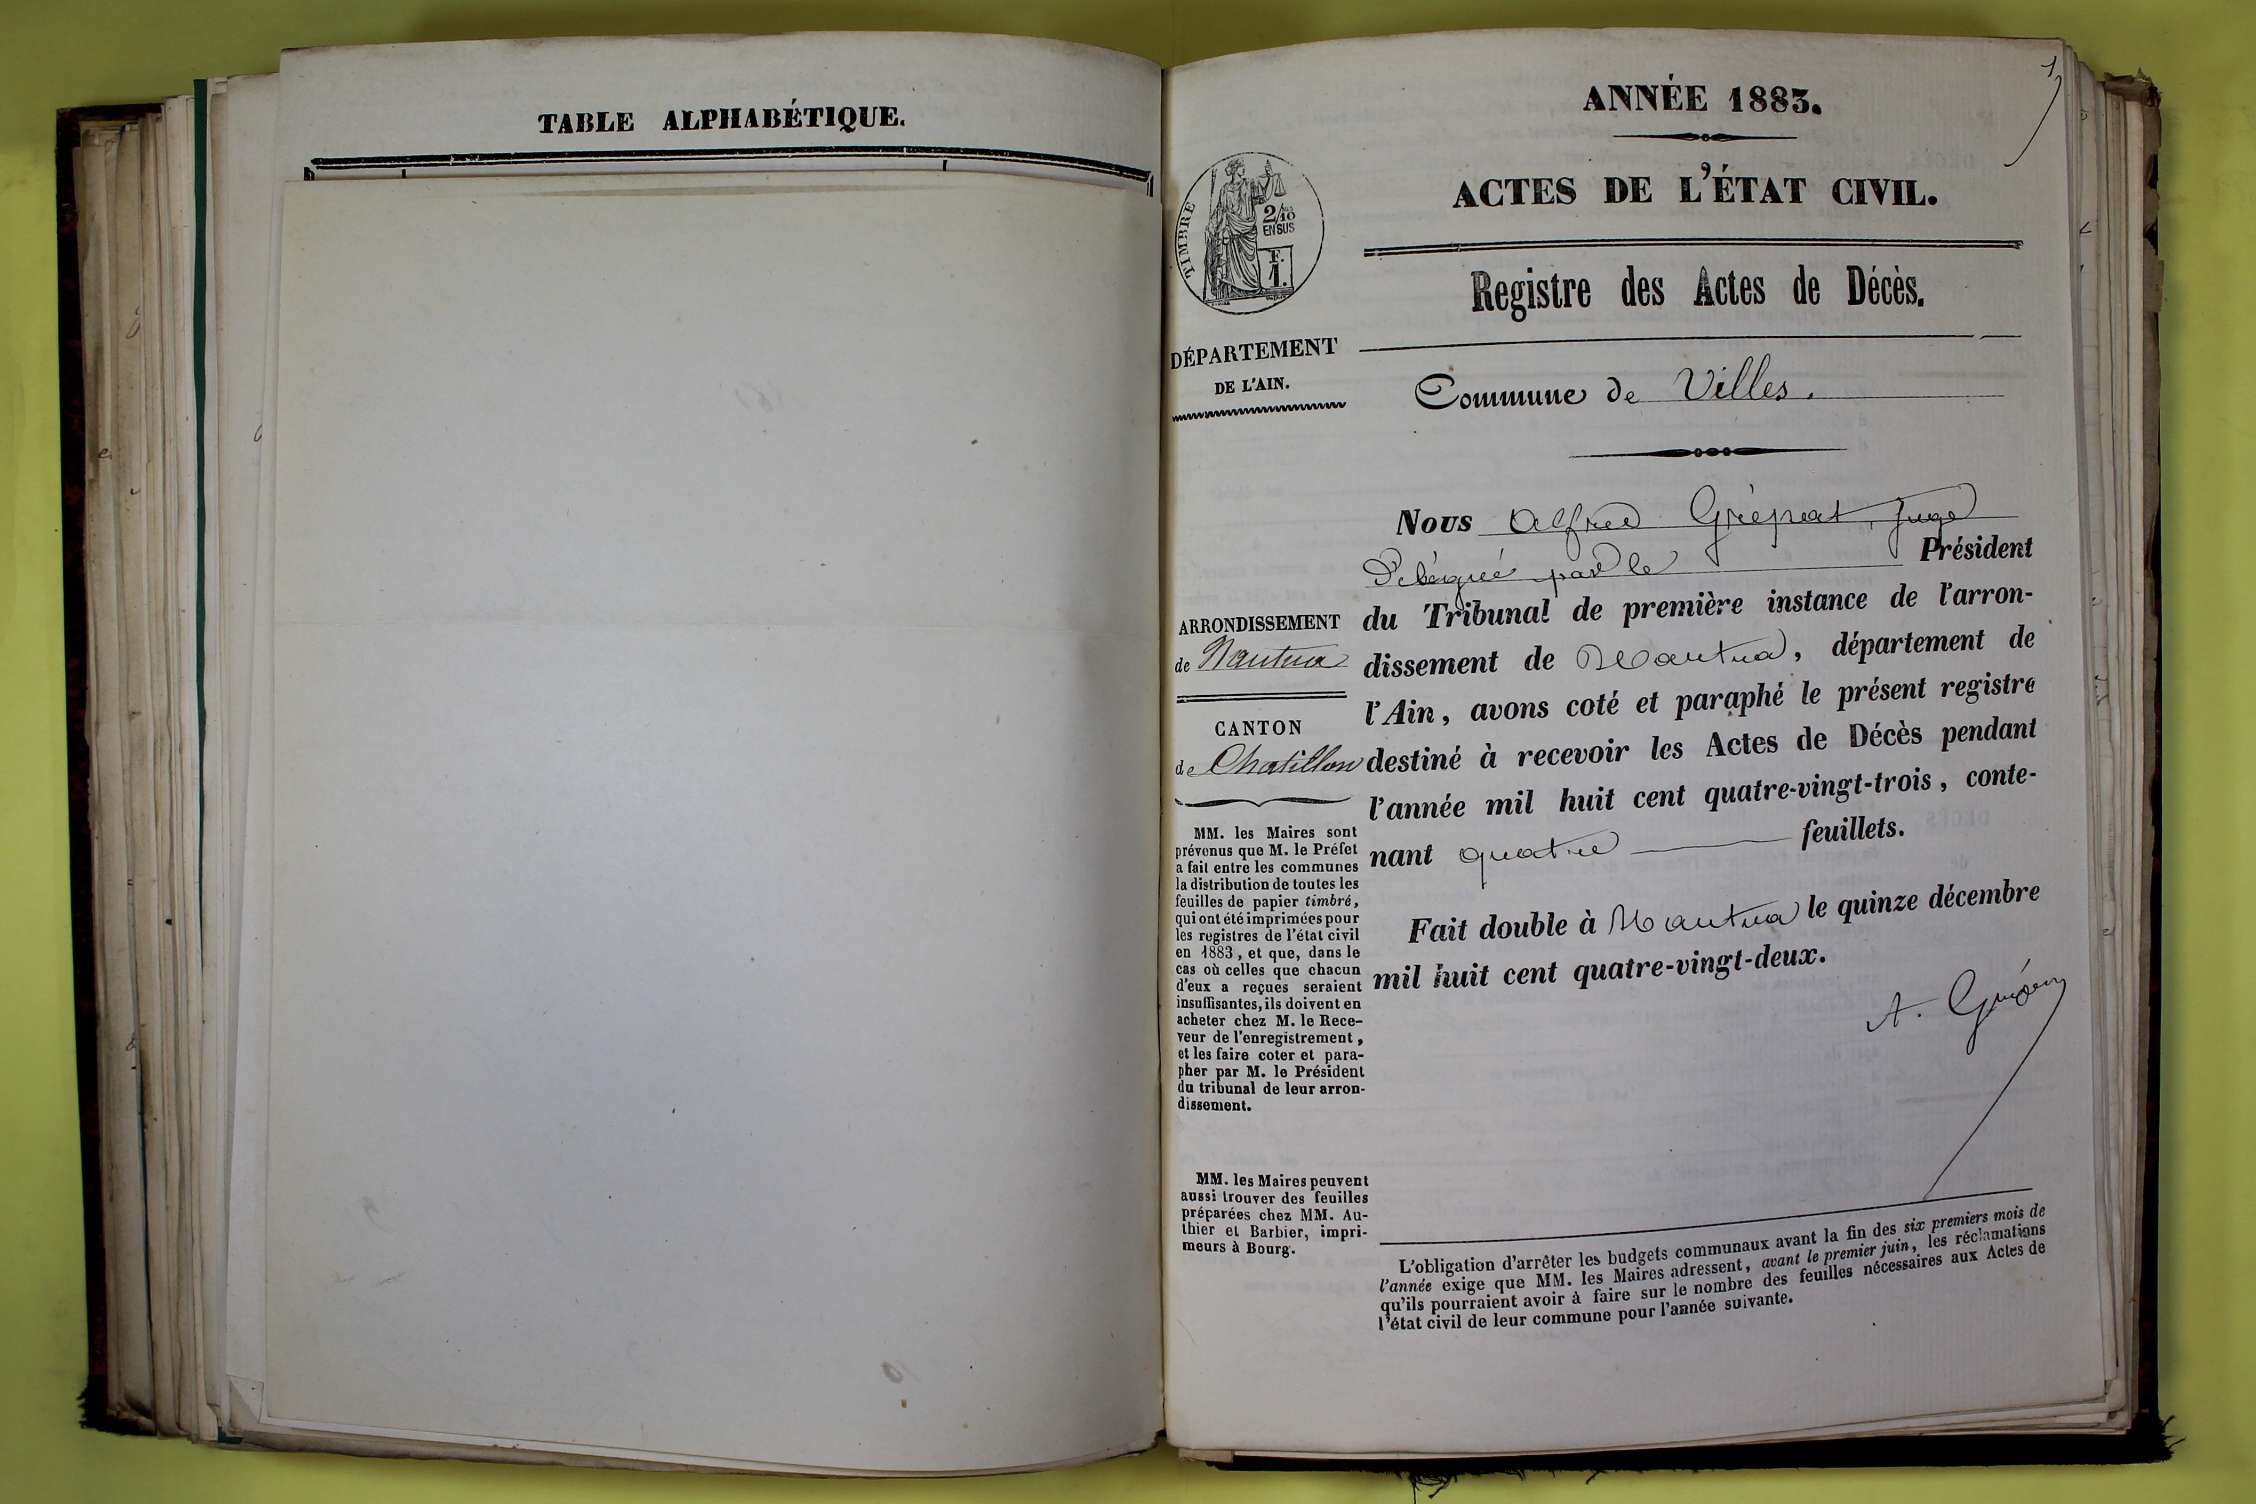 TABLE ALPHABÉTIQUE.
1
ANNÉE 1883.
ACTES DE L'ÉTAT CIVIL.
Registre des Actes de Décès.
TIMBRE
2/10
EN SUS
F.
1.
DÉPARTEMENT
DE L'AIN.
ARRONDISSEMENT
de Nantua
CANTON
de Chatillon
MM. les Maires sont
prévenus que M. le Préfet
a fait entre les communes
la distribution de toutes les
feuilles de papier timbré,
qui ont été imprimées pour
les registres de l'état civil
en 1883, et que, dans le
cas où celles que chacun
d'eux a reçues seraient
insuffisantes, ils doivent en
acheter chez M. le Rece-
veur de l'enregistrement,
et les faire coter et para-
pher par M. le Président
du tribunal de leur arron-
dissement.
MM. les Maires peuvent
aussi trouver des feuilles
préparées chez MM. Au-
thier et Barbier, impri-
meurs à Bourg.
Commune de Villes.
Nous Alfred juge
Délégué par le Président
du Tribunal de première instance de l'arron-
dissement de Nantua, département de
l'Ain, avons coté et paraphé le présent registre
destiné à recevoir les Actes de Décès pendant
l'année mil huit cent quatre-vingt-trois, conte-
nant quatre feuillets.
Fait double à Nantua le quinze décembre
mil huit cent quatre-vingt-deux.
A.
L'obligation d'arrêter les budgets communaux avant la fin des six premiers mois de
l'année exige que MM. les Maires adressent, avant le premier juin, les réclamations
qu'ils pourraient avoir à faire sur le nombre des feuilles nécessaires aux Actes de
l'état civil de leur commune pour l'année suivante.